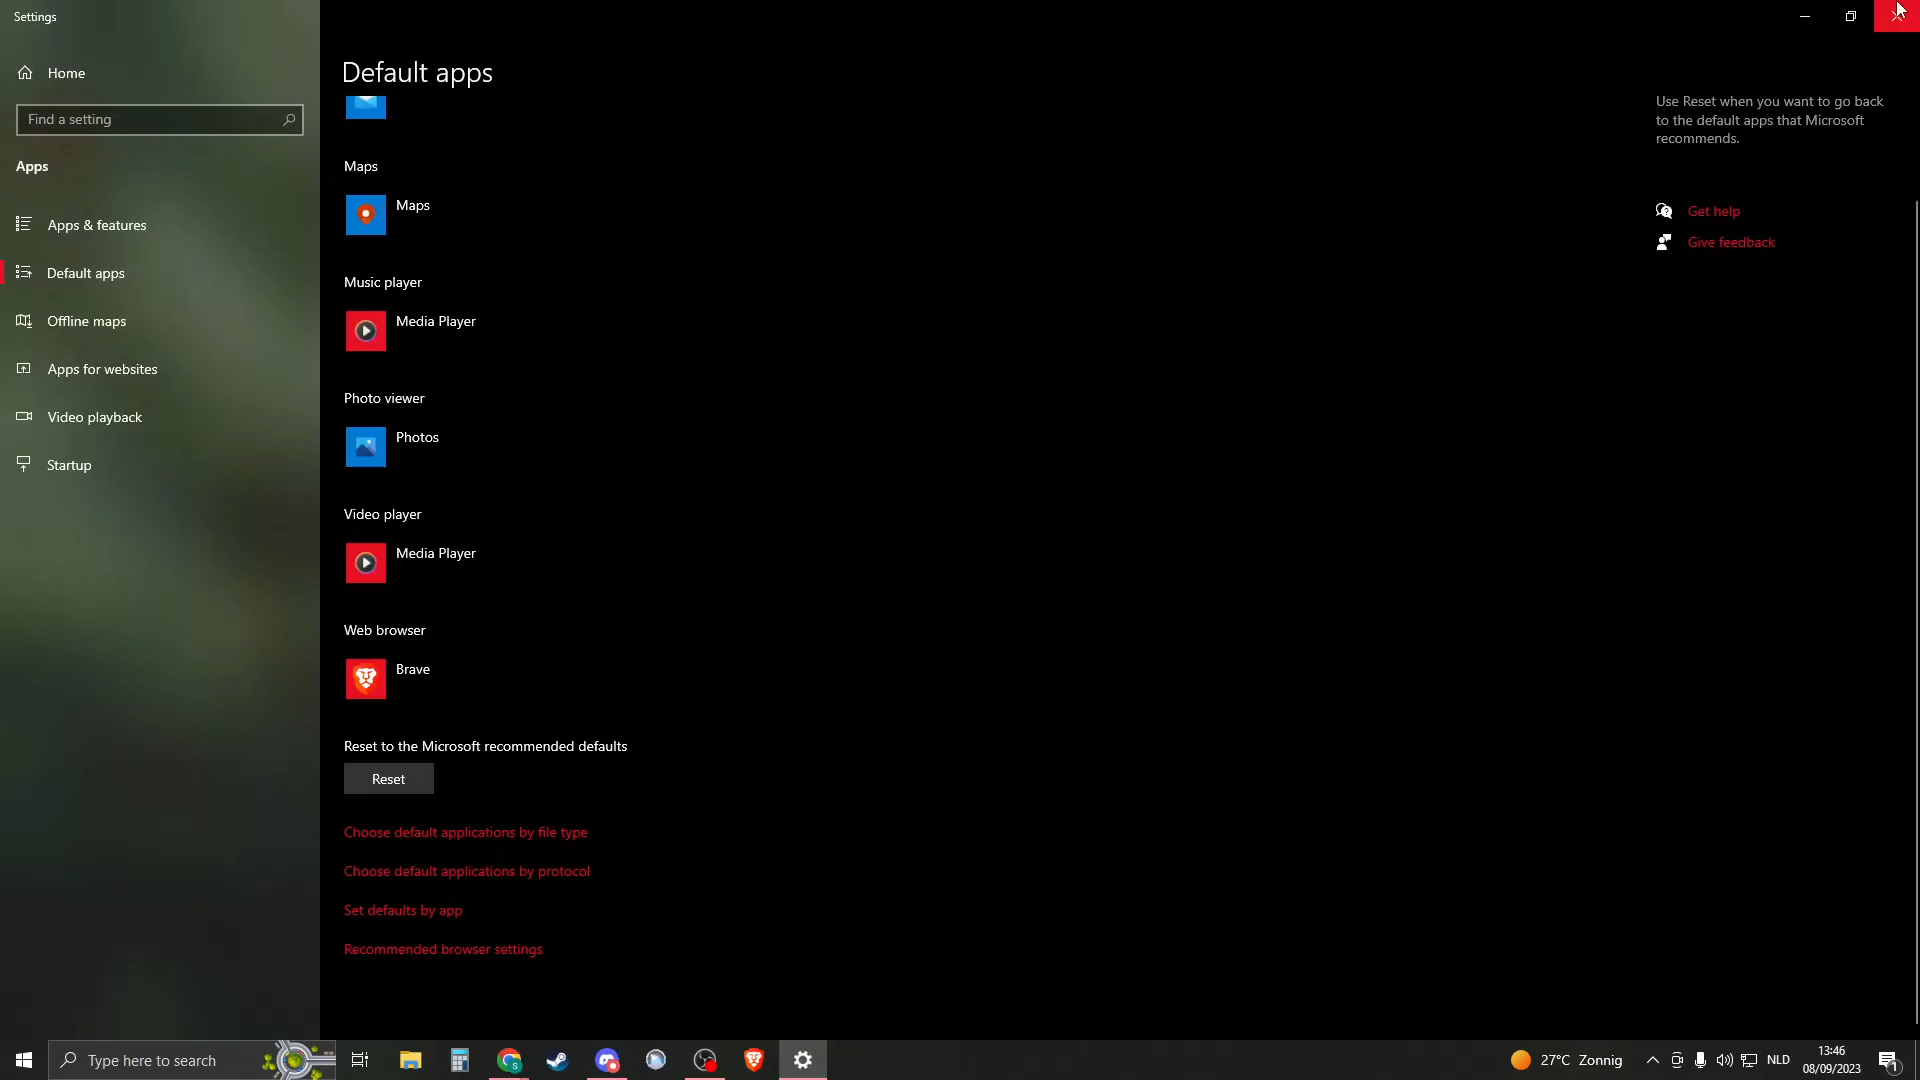 Settings
Home
Find a setting
Apps
Apps & features
Default apps
Offline maps
Apps for websites
Video playback
Startup
Default apps
Maps
Maps
Music player
Media Player
Photo viewer
Photos
Video player
Media Player
Web browser
Brave
Reset to the Microsoft recommended defaults
Reset
Choose default applications by file type
Choose default applications by protocol
Set defaults by app
Recommended browser settings
Use Reset when you want to go back
to the default apps that Microsoft
recommends.
Get help
Give feedback
Type here to search
27°C Zonnig
NLD
13:46
08/09/2023
1